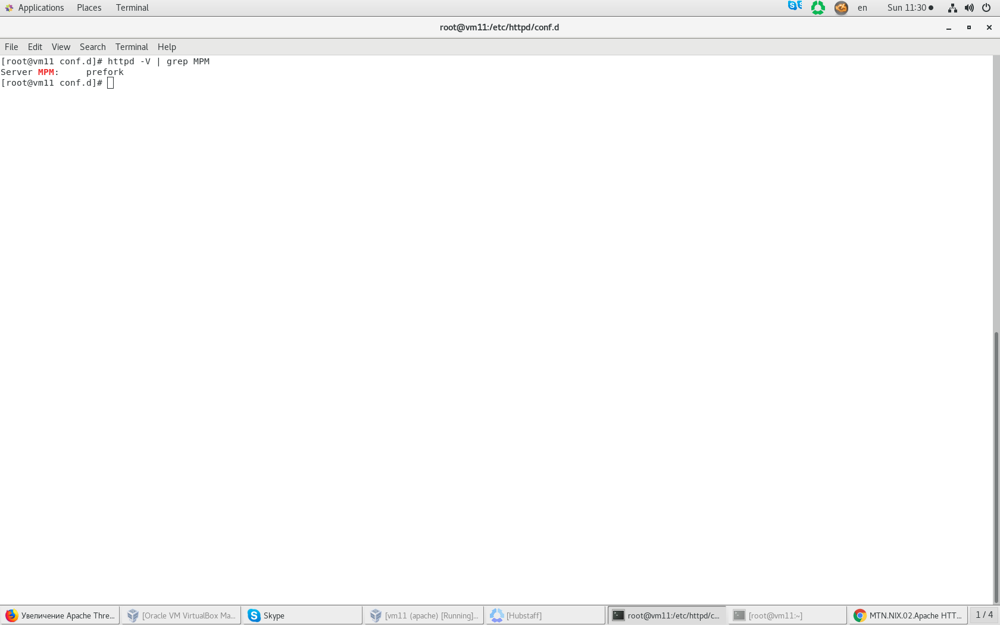 Applications Places Terminal en Sun 11:30
root@vm11:/etc/httpd/conf.d
File Edit View Search Terminal Help
[root@vm11 conf.d]# httpd -V | grep MPM
Server MPM:     prefork
[root@vm11 conf.d]#
Увеличение Apache Thre... [Oracle VM VirtualBox Ma... Skype [vm11 (apache) [Running]... [Hubstaff] root@vm11:/etc/httpd/c... [root@vm11:~] MTN.NIX.02.Apache HTT... 1 / 4